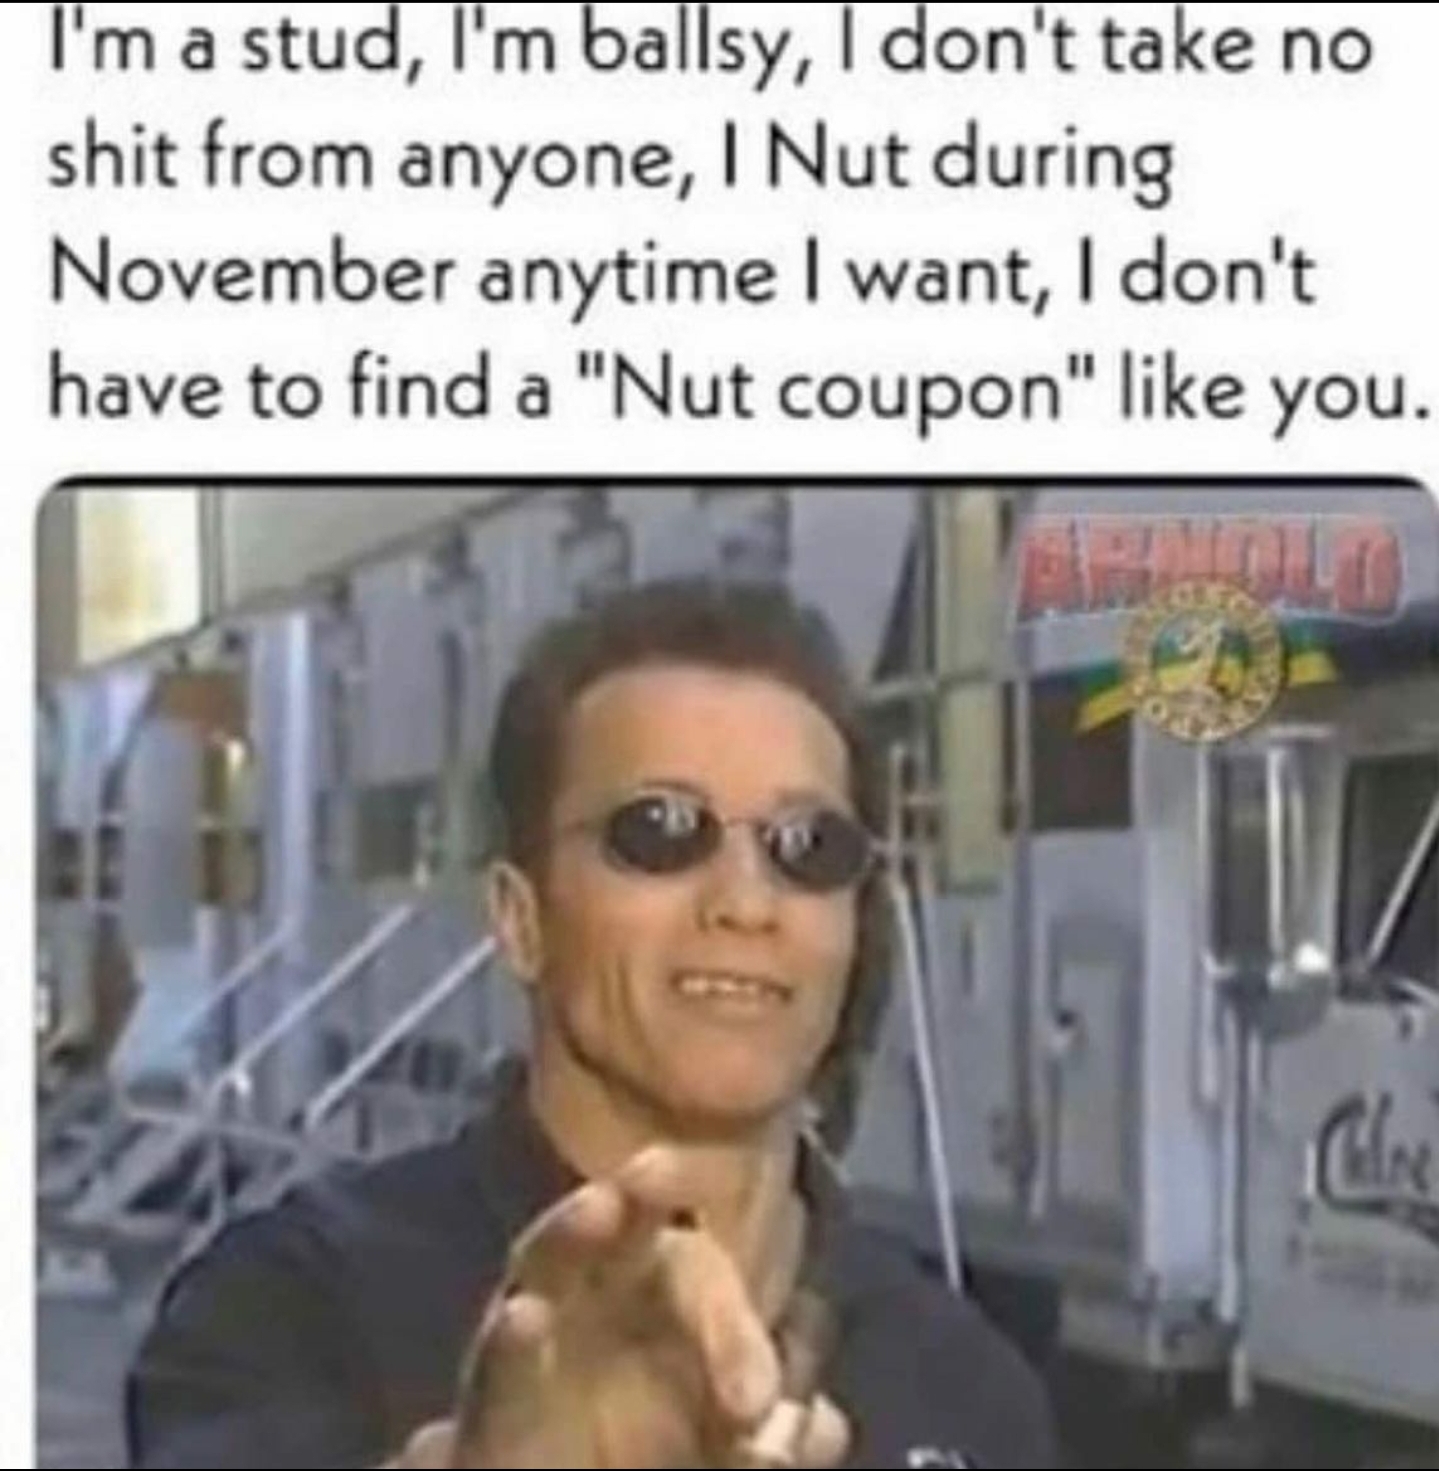 I'm a stud, I'm ballsy, I don't take no
shit from anyone, I Nut during
November anytime I want, I don't
have to find a "Nut coupon" like you.
ARNOLD